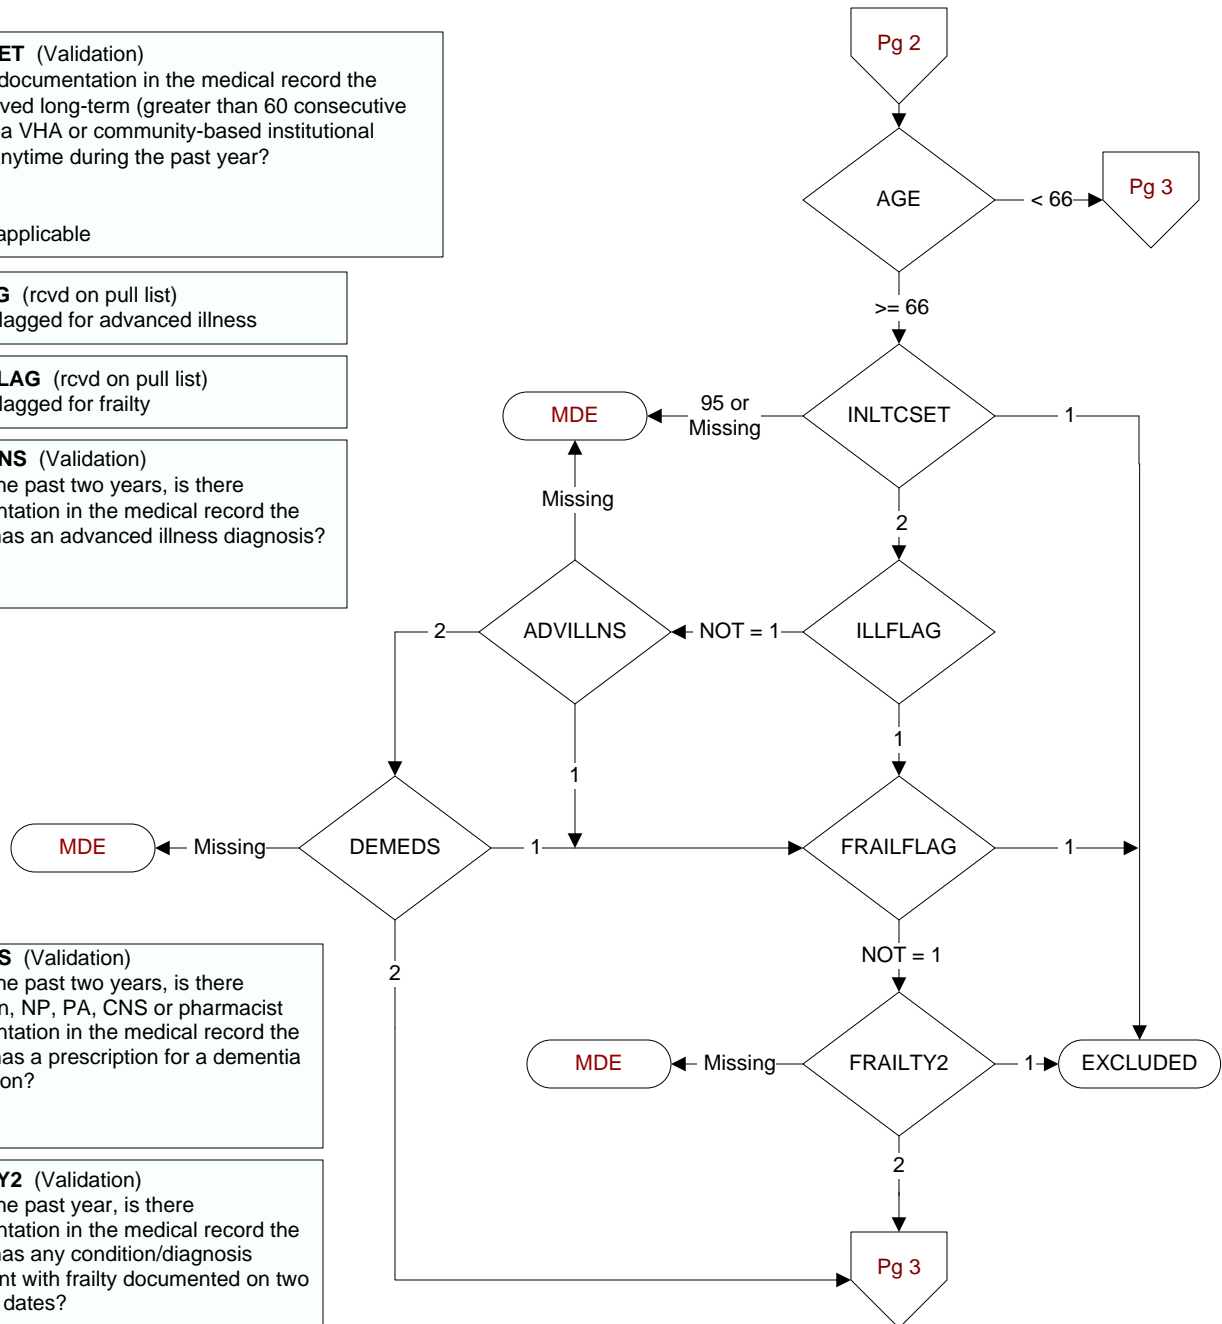 ET (Validation)
documentation in the medical record the
ved long-term (greater than 60 consecutive
a VHA or community-based institutional
nytime during the past year?
applicable
G (rcvd on pull list)
lagged for advanced illness
LAG (rcvd on pull list)
lagged for frailty
NS (Validation)
he past two years, is there
ntation in the medical record the
has an advanced illness diagnosis?
S (Validation)
he past two years, is there
n, NP, PA, CNS or pharmacist
ntation in the medical record the
has a prescription for a dementia
on?
Y2 (Validation)
he past year, is there
ntation in the medical record the
has any condition/diagnosis
nt with frailty documented on two
dates?
Pg 2
AGE
< 66
Pg 3
>= 66
MDE
95 or
Missing
INLTCSET
1
Missing
2
2
ADVILLNS
NOT = 1
ILLFLAG
1
1
MDE
Missing
DEMEDS
1
FRAILFLAG
1
2
NOT = 1
MDE
Missing
FRAILTY2
1
EXCLUDED
2
Pg 3